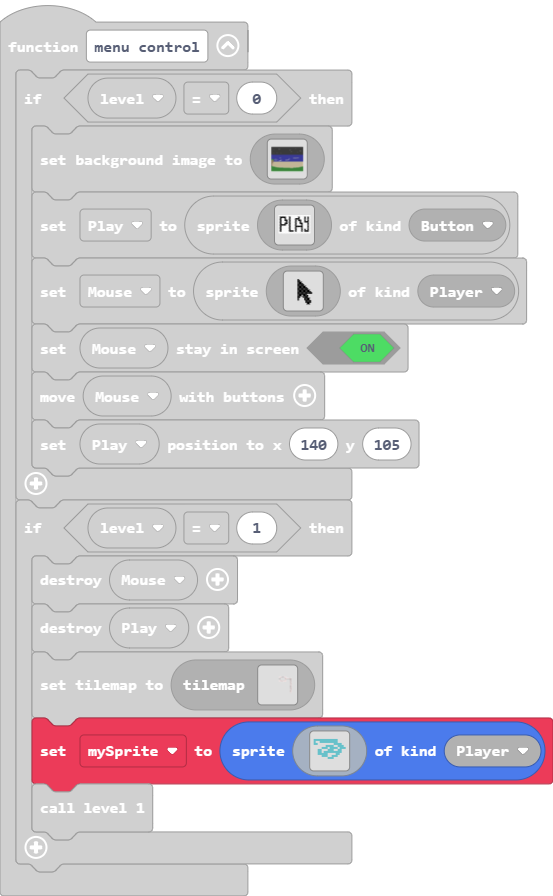 function menu control
if level = 0 then
set background image to
set Play to sprite PLAY of kind Button
set Mouse to sprite of kind Player
set Mouse stay in screen ON
move Mouse with buttons
set Play position to x 140 y 105
if level = 1 then
destroy Mouse
destroy Play
set tilemap to tilemap
set mySprite to sprite of kind Player
call level 1